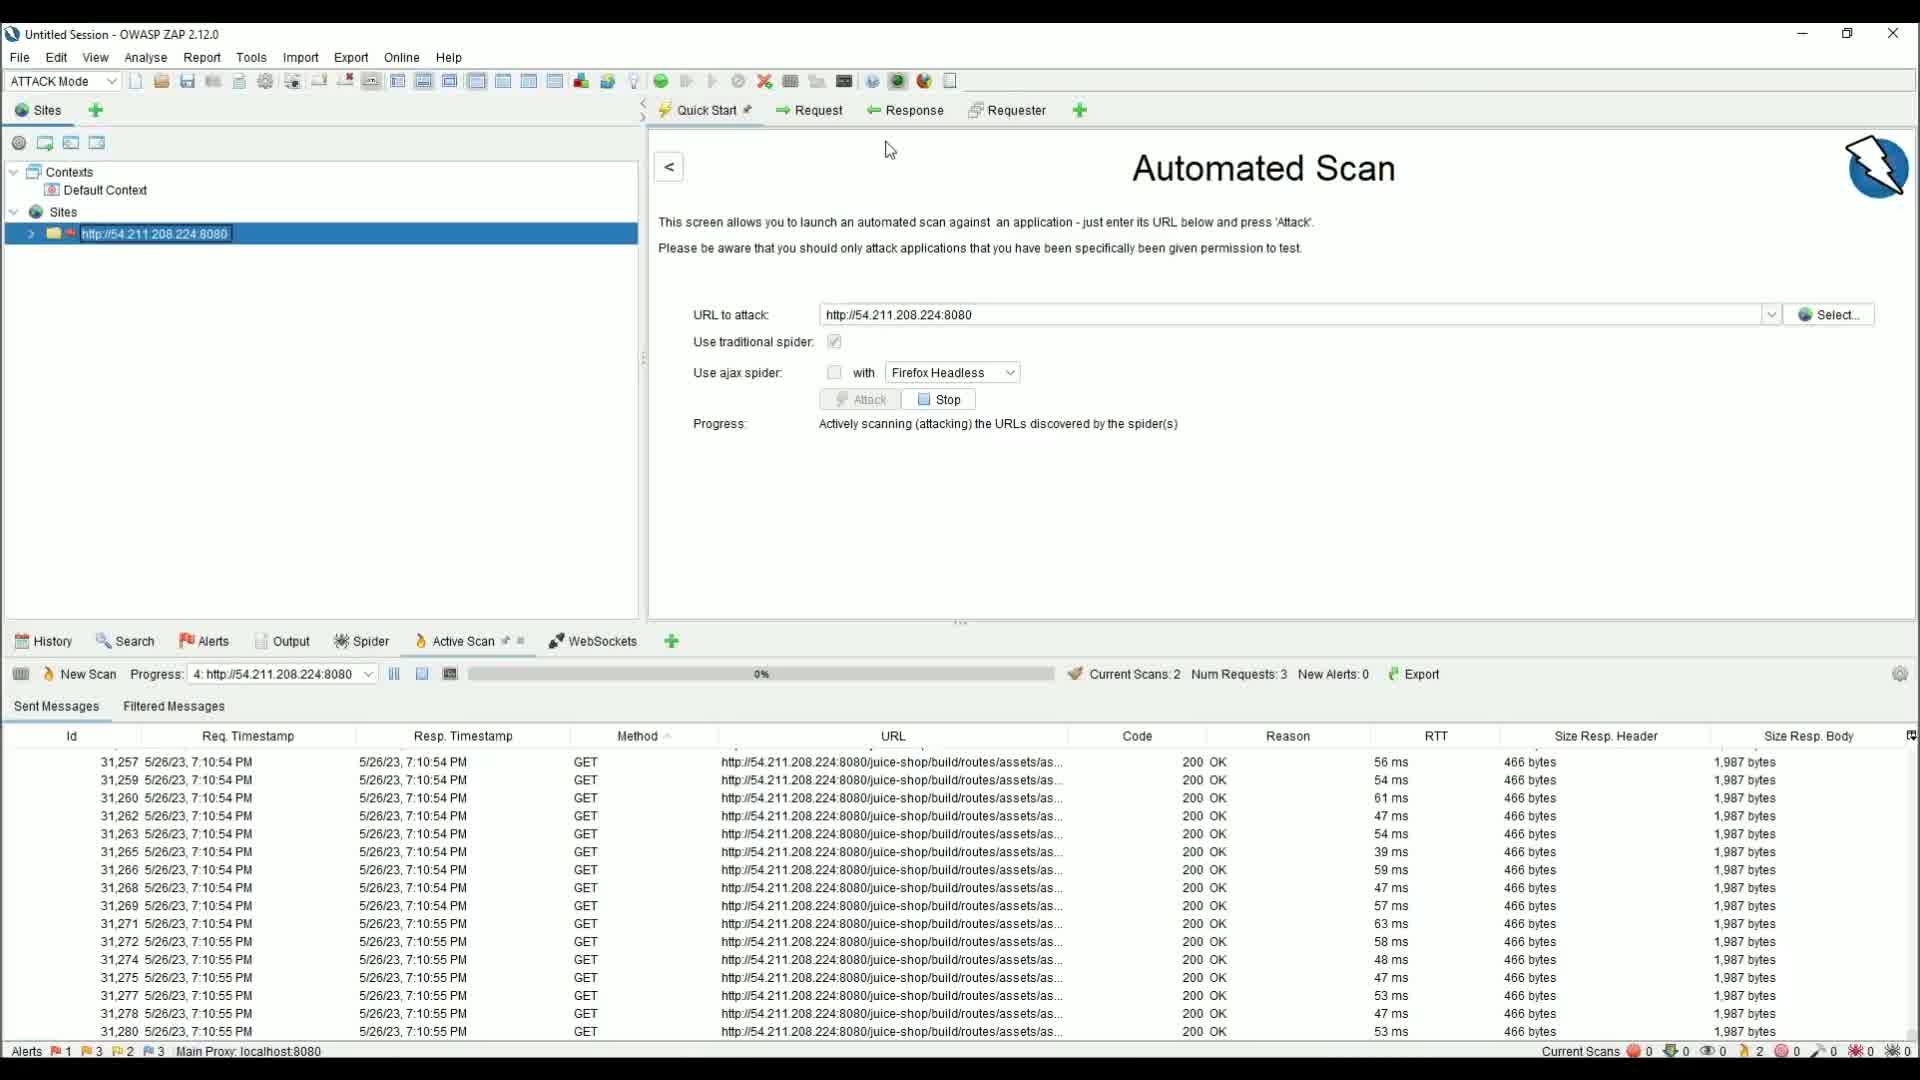 Untitled Session - OWASP ZAP 2.12.0
File Edit View Analyse Report Tools Import Export Online Help
ATTACK Mode
Sites
Quick Start Request Response Requester
Contexts
Default Context
Sites
http://54.211.208.224:8080
<
Automated Scan
This screen allows you to launch an automated scan against an application - just enter its URL below and press 'Attack'.
Please be aware that you should only attack applications that you have been specifically been given permission to test.
URL to attack: http://54.211.208.224:8080 Select...
Use traditional spider:
Use ajax spider: with Firefox Headless
Attack Stop
Progress: Actively scanning (attacking) the URLs discovered by the spider(s)
History Search Alerts Output Spider Active Scan WebSockets
New Scan Progress: 4: http://54.211.208.224:8080 0% Current Scans: 2 Num Requests: 3 New Alerts: 0 Export
Sent Messages Filtered Messages
Id Req. Timestamp Resp. Timestamp Method URL Code Reason RTT Size Resp. Header Size Resp. Body
31,257 5/26/23, 7:10:54 PM 5/26/23, 7:10:54 PM GET http://54.211.208.224:8080/juice-shop/build/routes/assets/as... 200 OK 56 ms 466 bytes 1,987 bytes
31,259 5/26/23, 7:10:54 PM 5/26/23, 7:10:54 PM GET http://54.211.208.224:8080/juice-shop/build/routes/assets/as... 200 OK 54 ms 466 bytes 1,987 bytes
31,260 5/26/23, 7:10:54 PM 5/26/23, 7:10:54 PM GET http://54.211.208.224:8080/juice-shop/build/routes/assets/as... 200 OK 61 ms 466 bytes 1,987 bytes
31,262 5/26/23, 7:10:54 PM 5/26/23, 7:10:54 PM GET http://54.211.208.224:8080/juice-shop/build/routes/assets/as... 200 OK 47 ms 466 bytes 1,987 bytes
31,263 5/26/23, 7:10:54 PM 5/26/23, 7:10:54 PM GET http://54.211.208.224:8080/juice-shop/build/routes/assets/as... 200 OK 54 ms 466 bytes 1,987 bytes
31,265 5/26/23, 7:10:54 PM 5/26/23, 7:10:54 PM GET http://54.211.208.224:8080/juice-shop/build/routes/assets/as... 200 OK 39 ms 466 bytes 1,987 bytes
31,266 5/26/23, 7:10:54 PM 5/26/23, 7:10:54 PM GET http://54.211.208.224:8080/juice-shop/build/routes/assets/as... 200 OK 59 ms 466 bytes 1,987 bytes
31,268 5/26/23, 7:10:54 PM 5/26/23, 7:10:54 PM GET http://54.211.208.224:8080/juice-shop/build/routes/assets/as... 200 OK 47 ms 466 bytes 1,987 bytes
31,269 5/26/23, 7:10:54 PM 5/26/23, 7:10:54 PM GET http://54.211.208.224:8080/juice-shop/build/routes/assets/as... 200 OK 57 ms 466 bytes 1,987 bytes
31,271 5/26/23, 7:10:54 PM 5/26/23, 7:10:55 PM GET http://54.211.208.224:8080/juice-shop/build/routes/assets/as... 200 OK 63 ms 466 bytes 1,987 bytes
31,272 5/26/23, 7:10:55 PM 5/26/23, 7:10:55 PM GET http://54.211.208.224:8080/juice-shop/build/routes/assets/as... 200 OK 58 ms 466 bytes 1,987 bytes
31,274 5/26/23, 7:10:55 PM 5/26/23, 7:10:55 PM GET http://54.211.208.224:8080/juice-shop/build/routes/assets/as... 200 OK 48 ms 466 bytes 1,987 bytes
31,275 5/26/23, 7:10:55 PM 5/26/23, 7:10:55 PM GET http://54.211.208.224:8080/juice-shop/build/routes/assets/as... 200 OK 47 ms 466 bytes 1,987 bytes
31,277 5/26/23, 7:10:55 PM 5/26/23, 7:10:55 PM GET http://54.211.208.224:8080/juice-shop/build/routes/assets/as... 200 OK 53 ms 466 bytes 1,987 bytes
31,278 5/26/23, 7:10:55 PM 5/26/23, 7:10:55 PM GET http://54.211.208.224:8080/juice-shop/build/routes/assets/as... 200 OK 47 ms 466 bytes 1,987 bytes
31,280 5/26/23, 7:10:55 PM 5/26/23, 7:10:55 PM GET http://54.211.208.224:8080/juice-shop/build/routes/assets/as... 200 OK 53 ms 466 bytes 1,987 bytes
Alerts 1 3 2 3 Main Proxy: localhost:8080 Current Scans 0 0 0 2 0 0 0 0